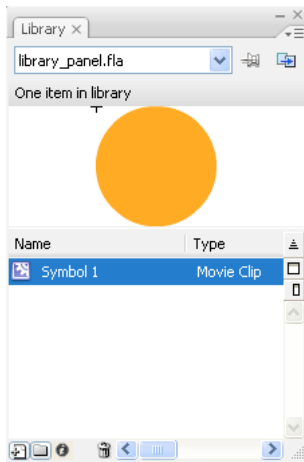 Library
library_panel.fla
One item in library
Name Type
Symbol 1 Movie Clip